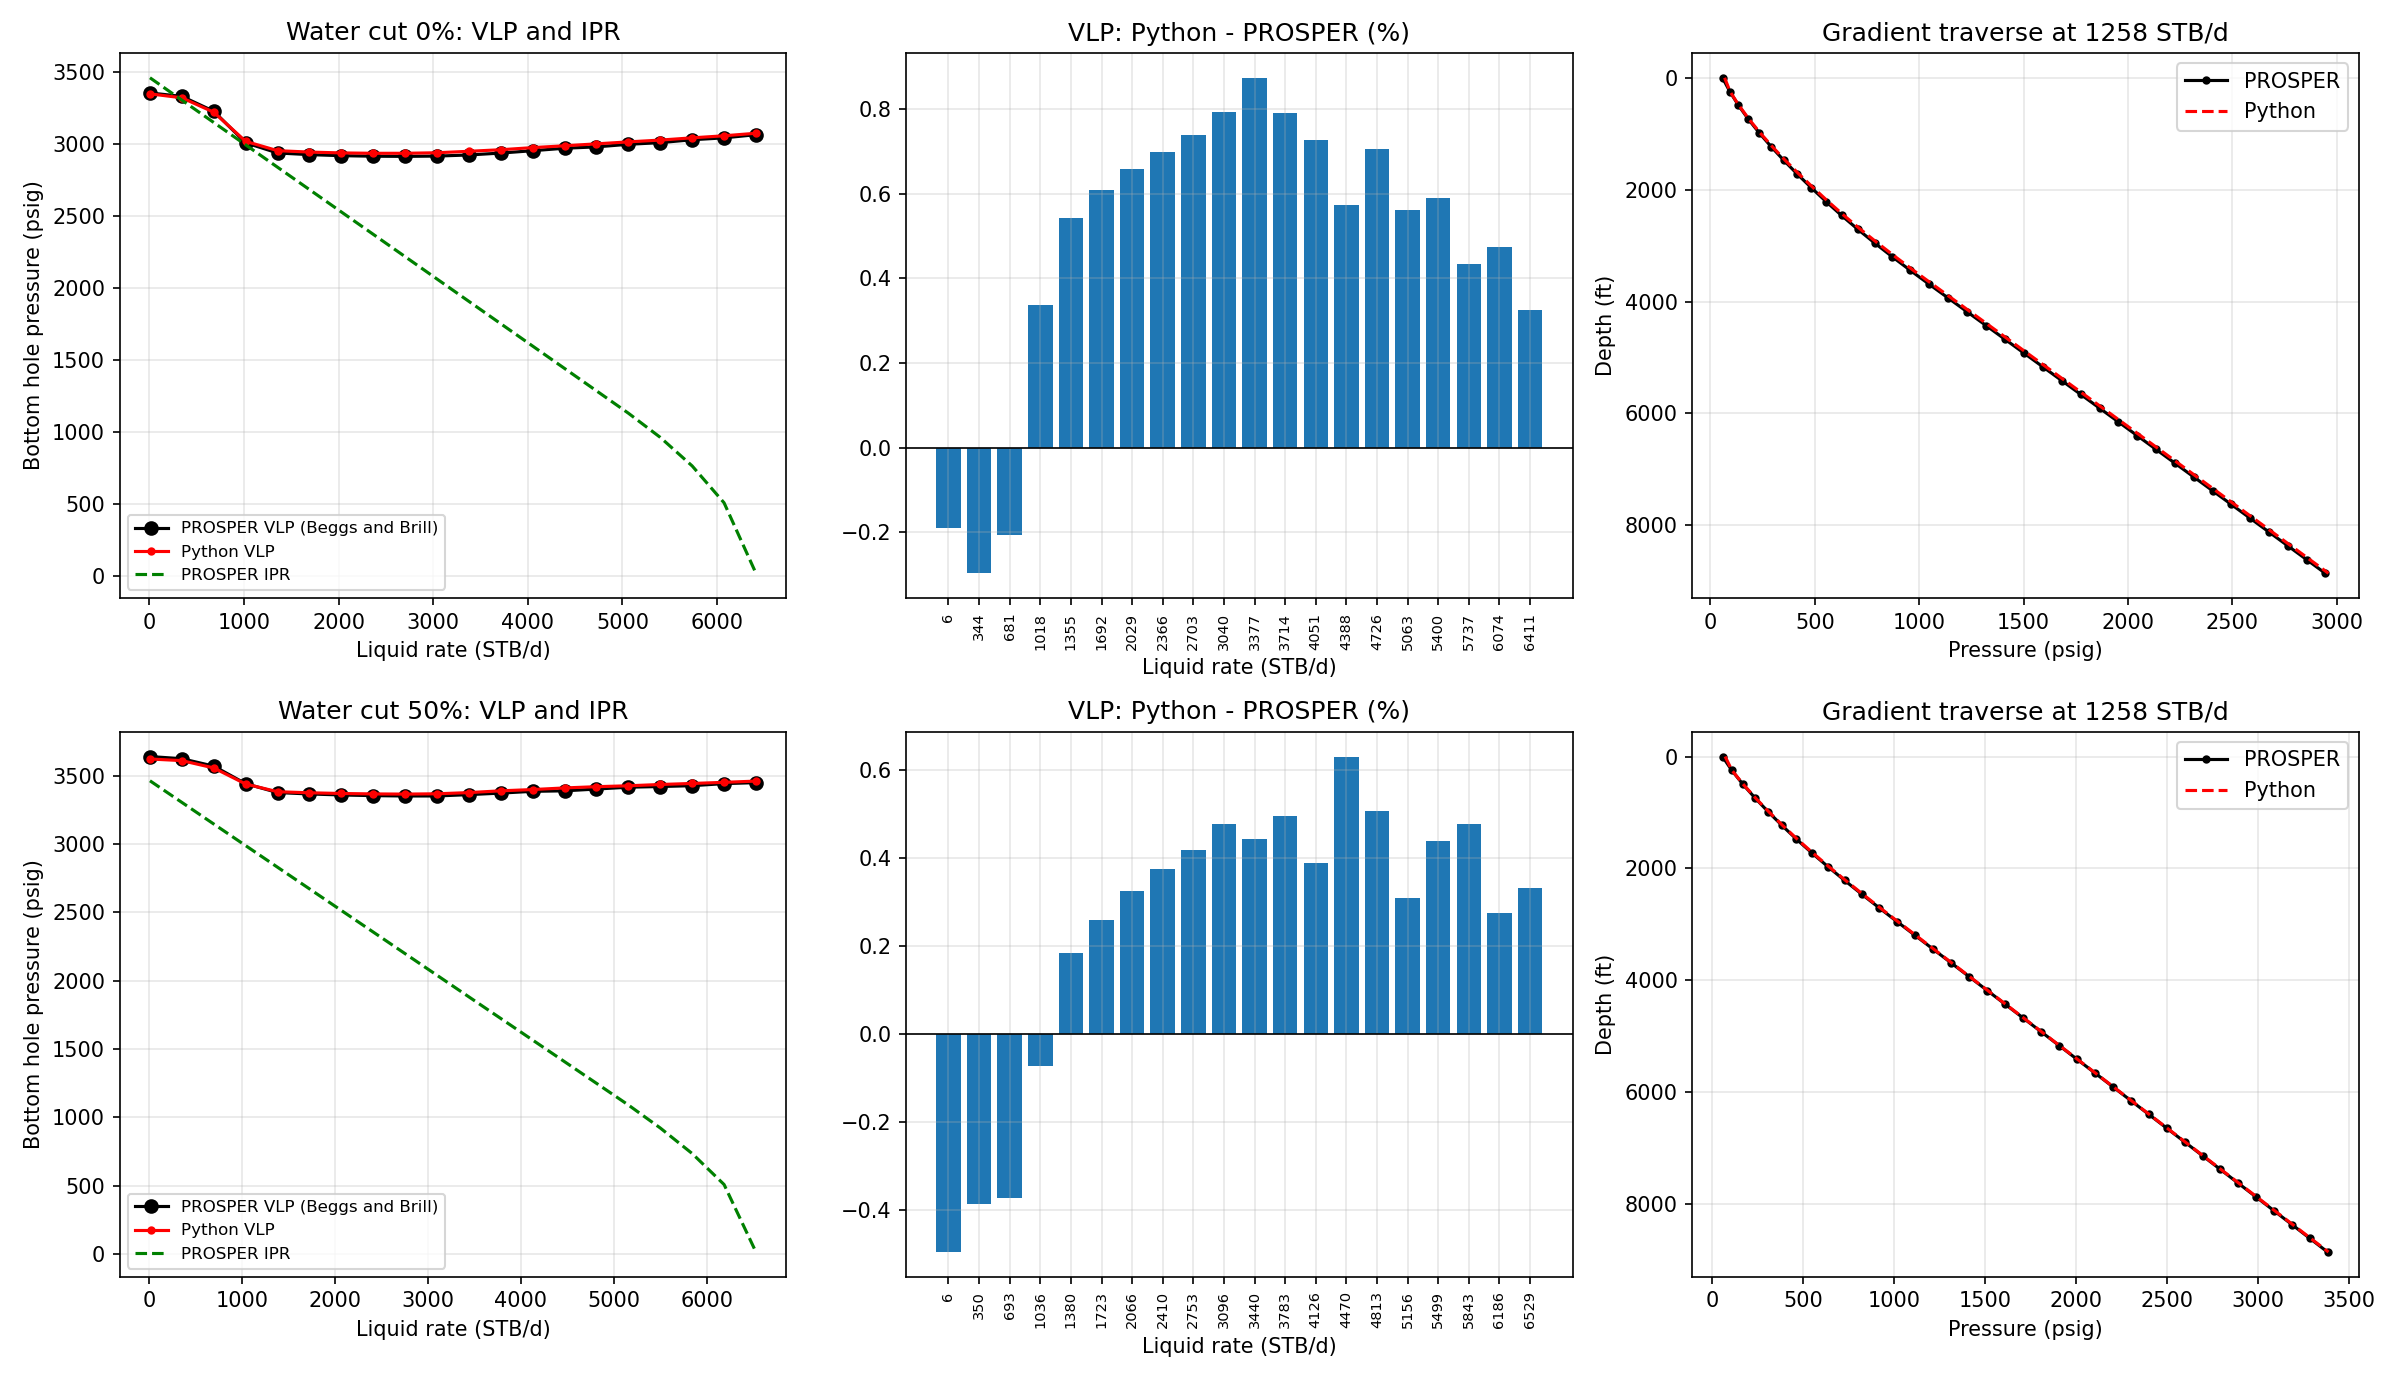 Water cut 0%: VLP and IPR
Bottom hole pressure (psig)
3500
3000
2500
2000
1500
1000
500
0
PROSPER VLP (Beggs and Brill)
Python VLP
PROSPER IPR
0 1000 2000 3000 4000 5000 6000
Liquid rate (STB/d)
VLP: Python - PROSPER (%)
0.8
0.6
0.4
0.2
0.0
−0.2
6 344 681 1018 1355 1692 2029 2366 2703 3040 3377 3714 4051 4388 4726 5063 5400 5737 6074 6411
Liquid rate (STB/d)
Gradient traverse at 1258 STB/d
Depth (ft)
0
2000
4000
6000
8000
PROSPER
Python
0 500 1000 1500 2000 2500 3000
Pressure (psig)
Water cut 50%: VLP and IPR
Bottom hole pressure (psig)
3500
3000
2500
2000
1500
1000
500
0
PROSPER VLP (Beggs and Brill)
Python VLP
PROSPER IPR
0 1000 2000 3000 4000 5000 6000
Liquid rate (STB/d)
VLP: Python - PROSPER (%)
0.6
0.4
0.2
0.0
−0.2
−0.4
6 350 693 1036 1380 1723 2066 2410 2753 3096 3440 3783 4126 4470 4813 5156 5499 5843 6186 6529
Liquid rate (STB/d)
Gradient traverse at 1258 STB/d
Depth (ft)
0
2000
4000
6000
8000
PROSPER
Python
0 500 1000 1500 2000 2500 3000 3500
Pressure (psig)